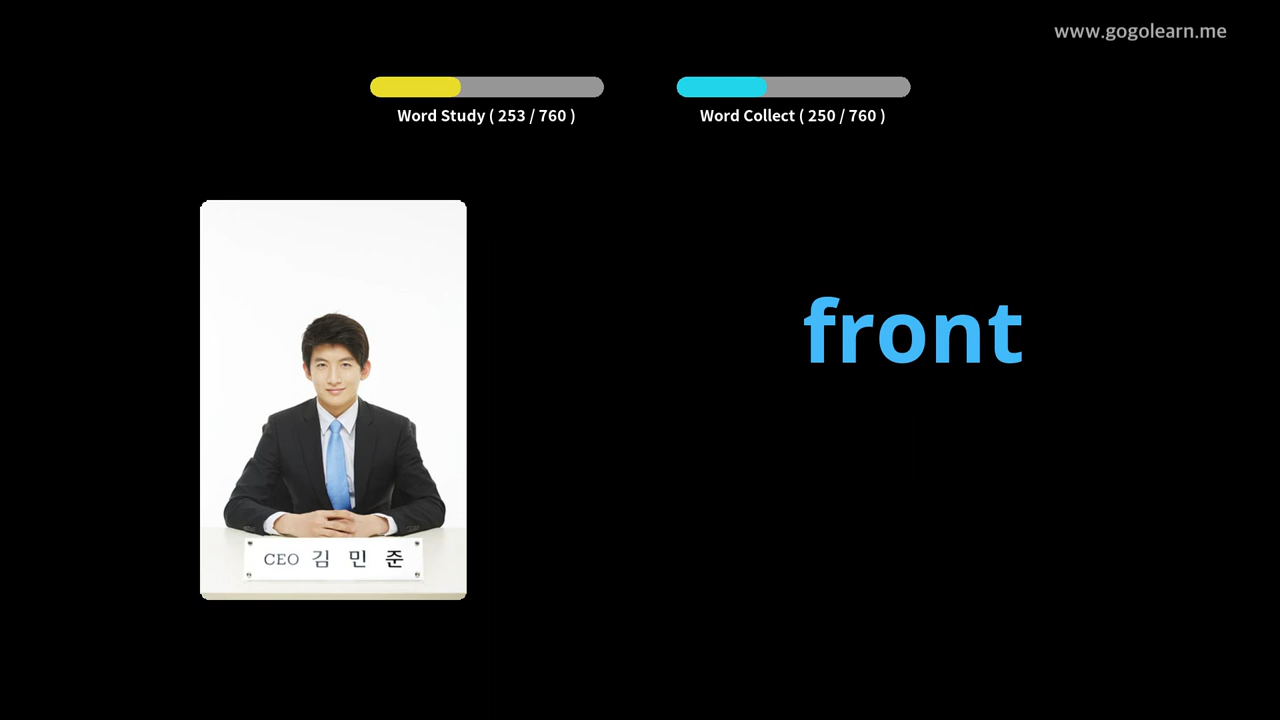 www.gogolearn.me
Word Study ( 253 / 760 )
Word Collect ( 250 / 760 )
front
CEO 김 민 준